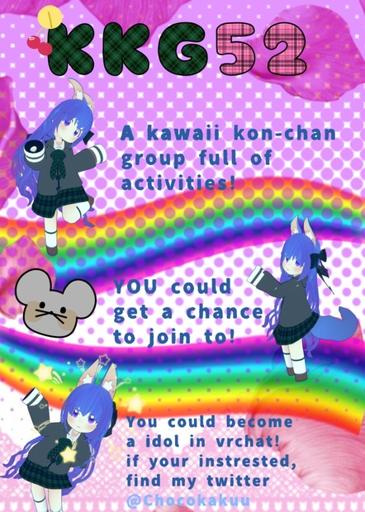 KKG52
A kawaii kon-chan
group full of
activities!
YOU could
get a chance
to join to!
You could become
a idol in vrchat!
if your instrested,
find my twitter
@Chocokakuu